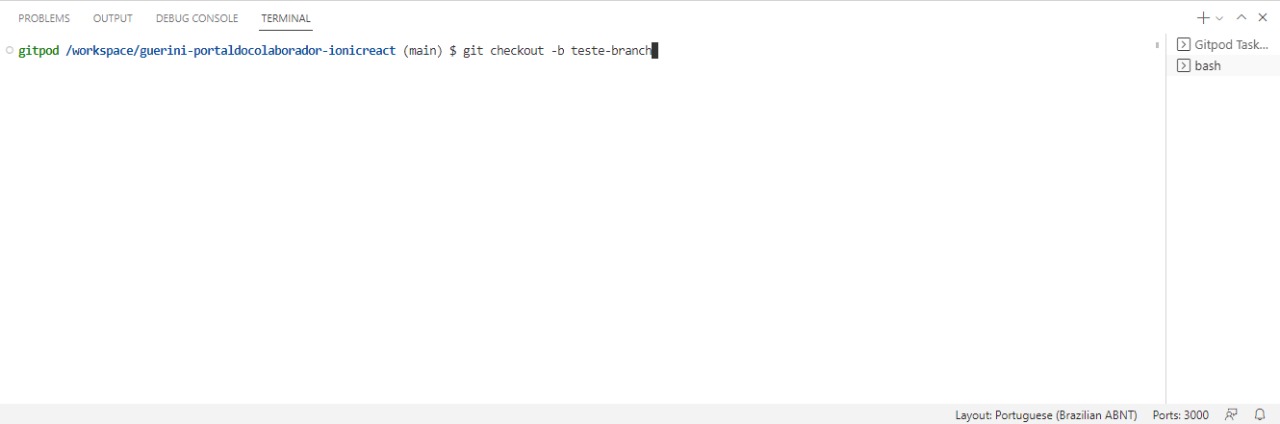 PROBLEMS OUTPUT DEBUG CONSOLE TERMINAL
gitpod /workspace/guerini-portaldocolaborador-ionicreact (main) $ git checkout -b teste-branch
Gitpod Task...
bash
Layout: Portuguese (Brazilian ABNT) Ports: 3000